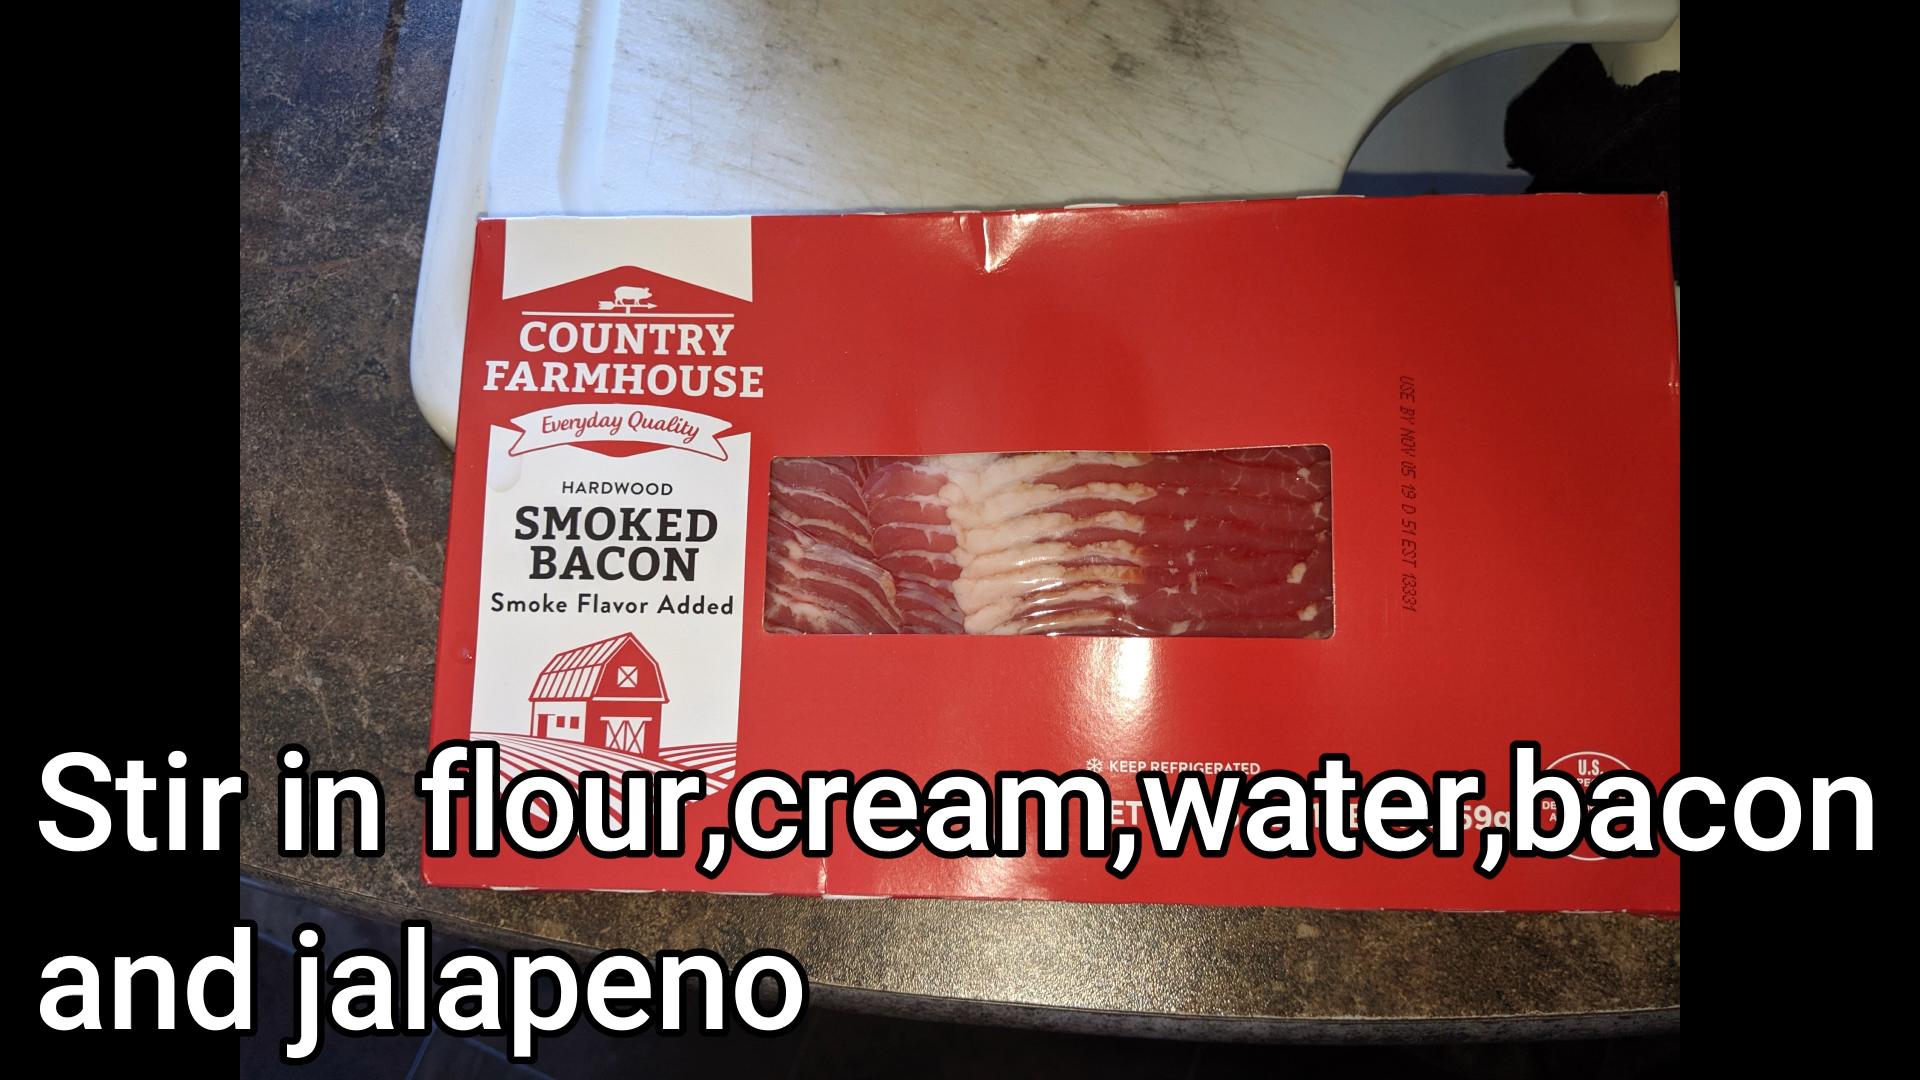 COUNTRY
FARMHOUSE
Everyday Quality
HARDWOOD
SMOKED
BACON
Smoke Flavor Added
USE BY NOV 05 19 D 51 EST 13331
KEEP REFRIGERATED
U.S.
59g
Stir in flour,cream,water,bacon
and jalapeno